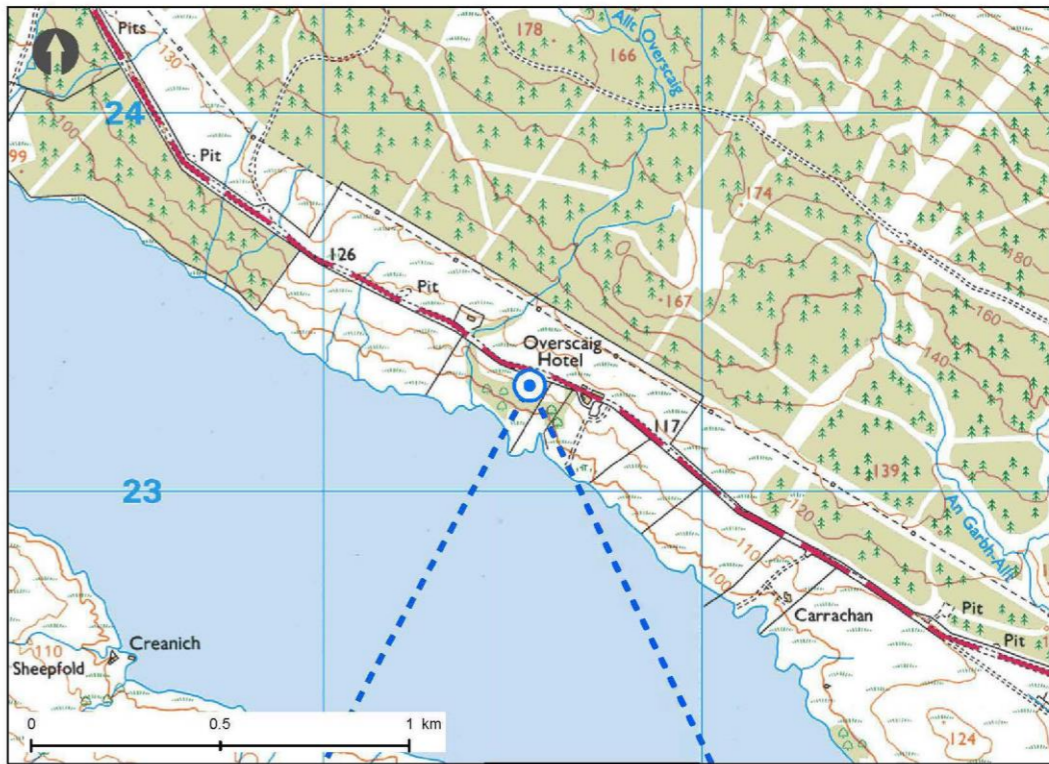 Pits
130
178
166
Allt Overscaig
24
100
99
Pit
174
180
126
167
160
Pit
140
Overscaig
Hotel
117
139
23
120
An Garbh-Allt
110
100
Carrachan
Pit
Pit
110
Creanich
Sheepfold
124
0 0.5 1 km